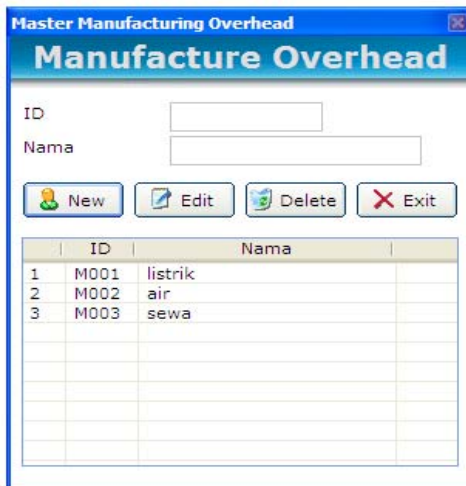 Master Manufacturing Overhead
Manufacture Overhead
ID
Nama
New Edit Delete Exit
ID Nama
1 M001 listrik
2 M002 air
3 M003 sewa